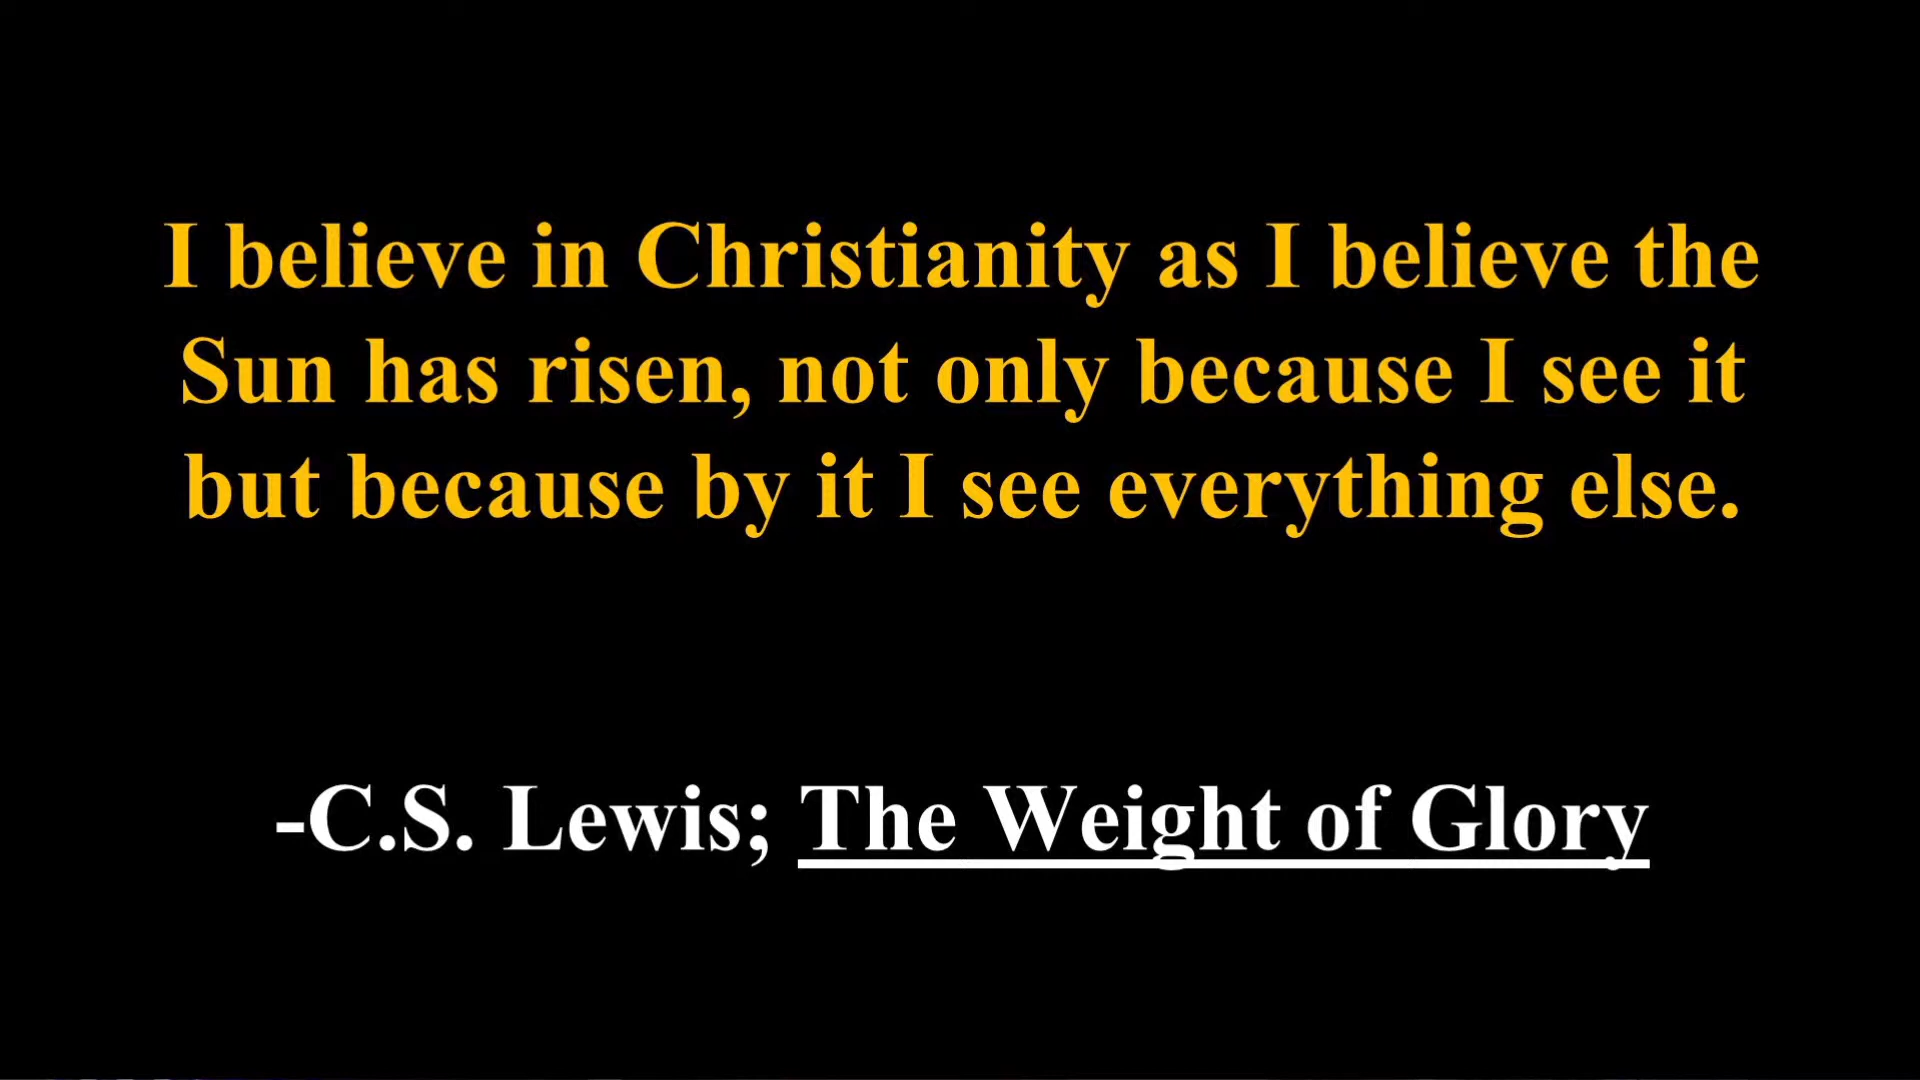 I believe in Christianity as I believe the
Sun has risen, not only because I see it
but because by it I see everything else.
-C.S. Lewis; The Weight of Glory